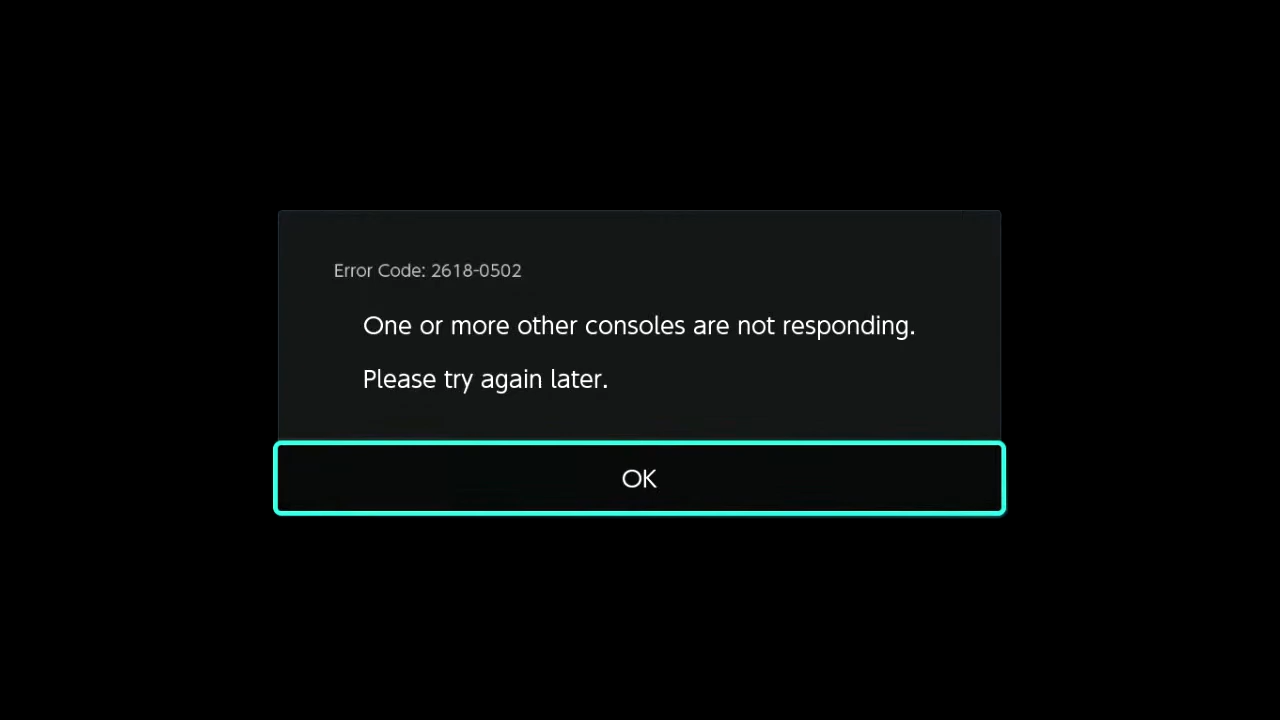 Error Code: 2618-0502
One or more other consoles are not responding.
Please try again later.
OK